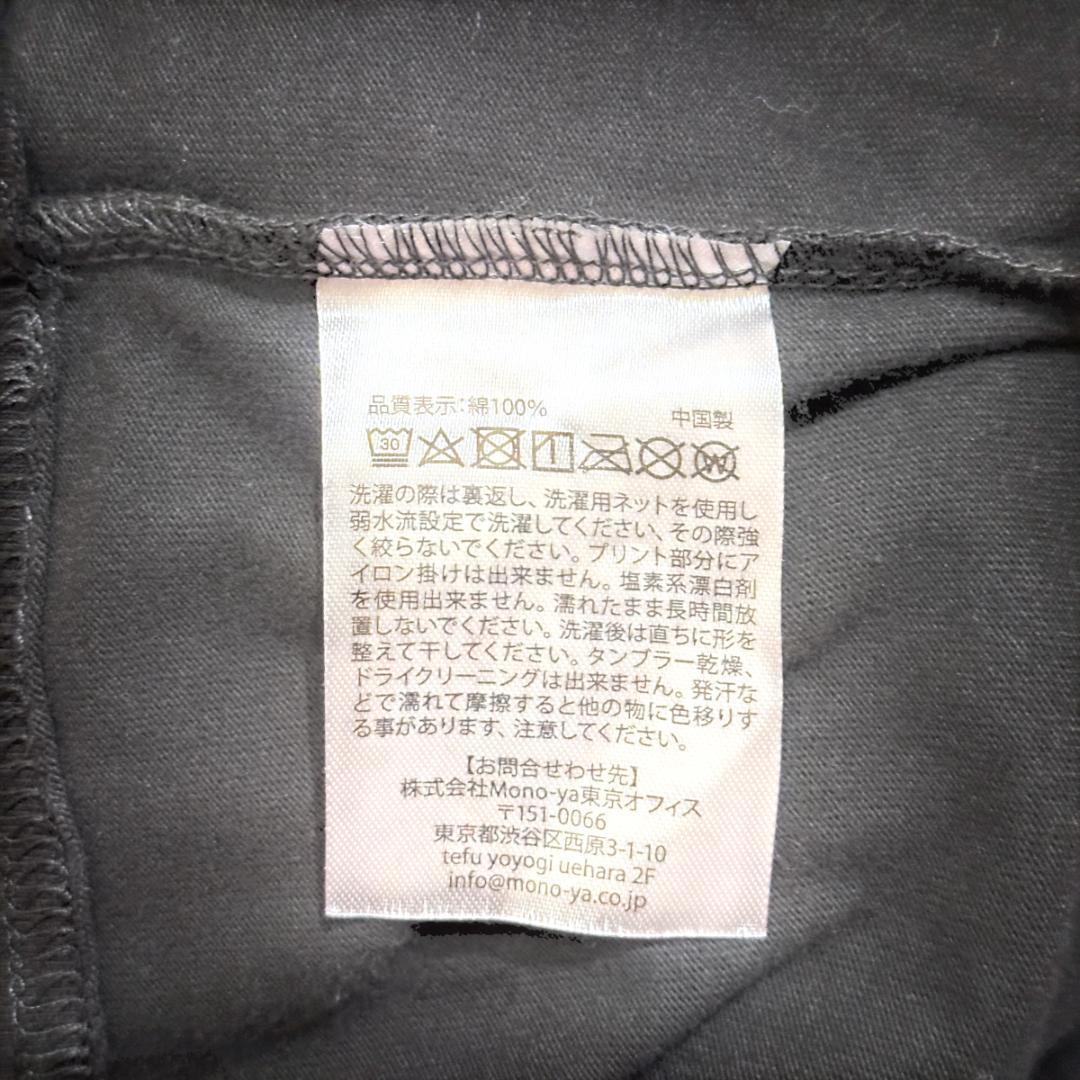 品質表示：綿100%
中国製
30
W
洗濯の際は裏返し、洗濯用ネットを使用し
弱水流設定で洗濯してください、その際強
く絞らないでください。プリント部分にア
イロン掛けは出来ません。塩素系漂白剤
を使用出来ません。濡れたまま長時間放
置しないでください。洗濯後は直ちに形を
整えて干してください。タンブラー乾燥、
ドライクリーニングは出来ません。発汗な
どで濡れて摩擦すると他の物に色移りす
る事があります、注意してください。
【お問合せわせ先】
株式会社Mono-ya東京オフィス
〒151-0066
東京都渋谷区西原3-1-10
tefu yoyogi uehara 2F
info@mono-ya.co.jp